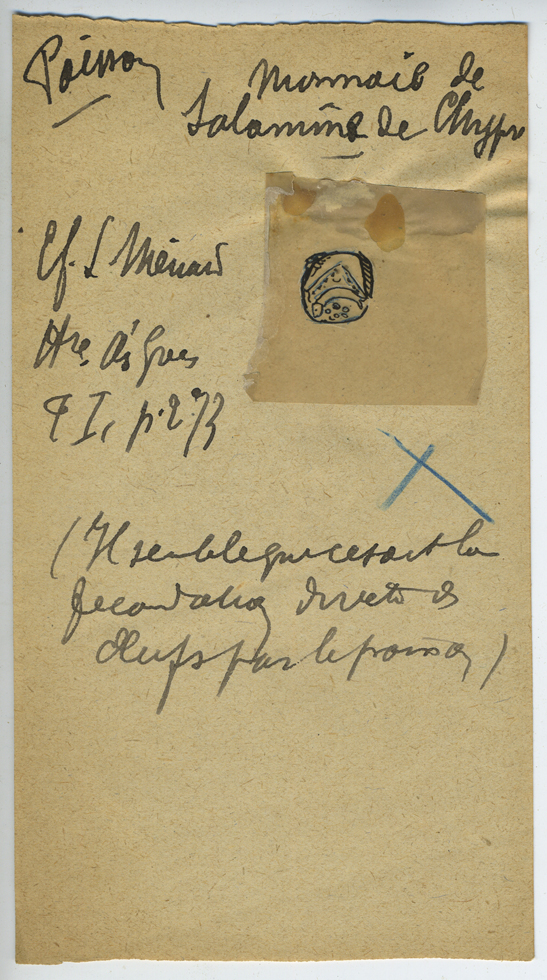 Poisson
Monnaie de
Salamine de Chypre
Cf. L Ménard
Hre. des Grecs
T I, p. 273
(Il semble que ce soit la
fécondation directe des
Œufs par le poisson)